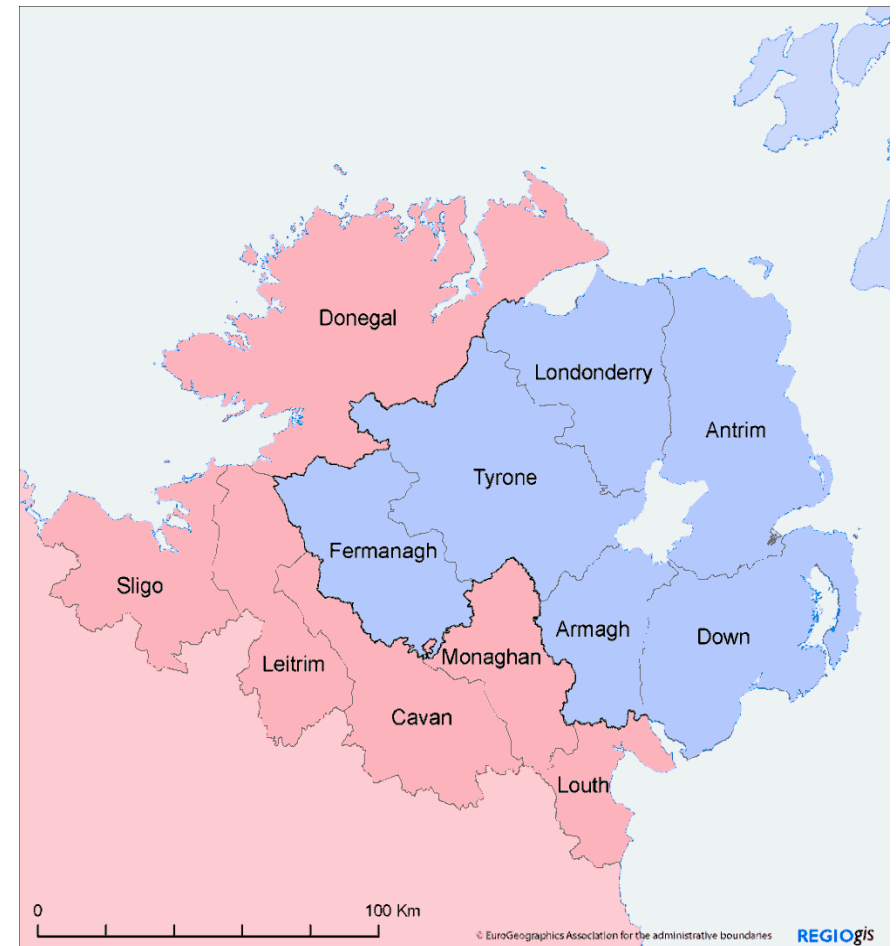 Donegal
Londonderry
Antrim
Tyrone
Fermanagh
Sligo
Armagh
Down
Monaghan
Leitrim
Cavan
Louth
0 100 Km
© EuroGeographics Association for the administrative boundaries REGIOgis